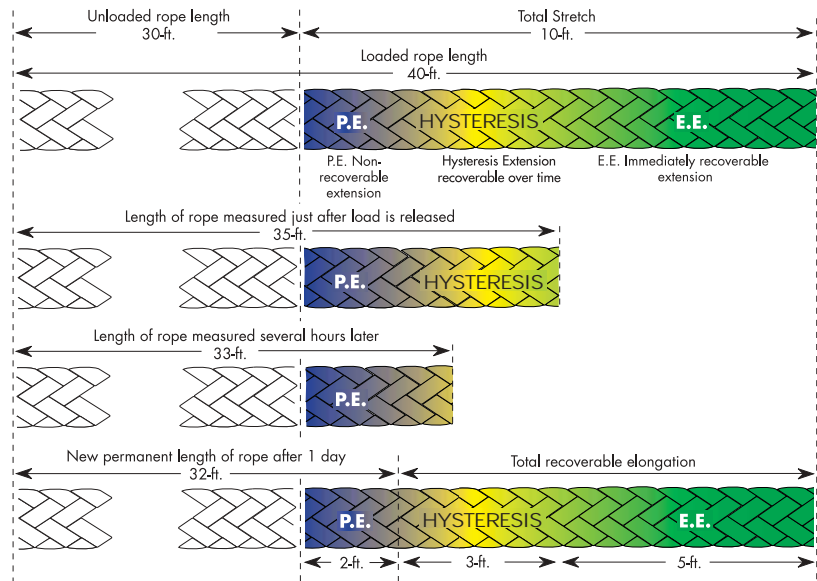 Unloaded rope length
30-ft.
Total Stretch
10-ft.
Loaded rope length
40-ft.
P.E.
HYSTERESIS
E.E.
P.E. Non-
recoverable
extension
Hysteresis Extension
recoverable over time
E.E. Immediately recoverable
extension
Length of rope measured just after load is released
35-ft.
P.E.
HYSTERESIS
Length of rope measured several hours later
33-ft.
P.E.
New permanent length of rope after 1 day
32-ft.
Total recoverable elongation
P.E.
HYSTERESIS
E.E.
2-ft.
3-ft.
5-ft.